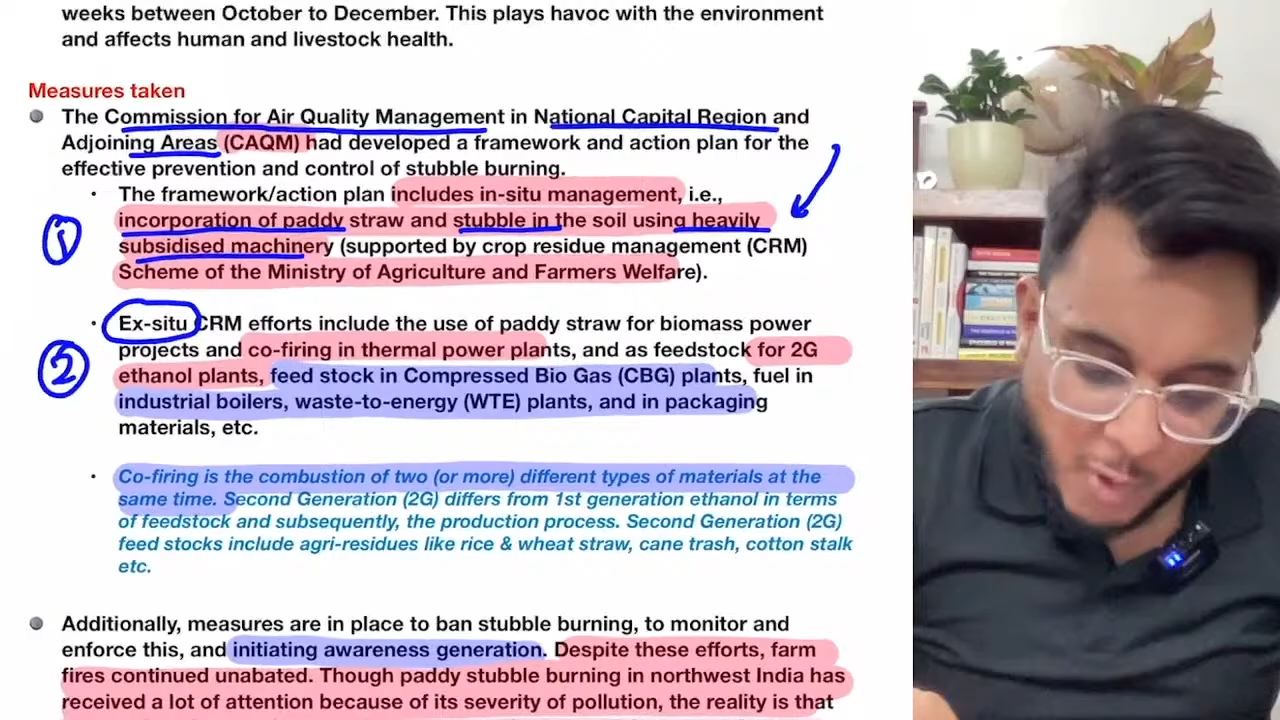 weeks between October to December. This plays havoc with the environment
and affects human and livestock health.
Measures taken
The Commission for Air Quality Management in National Capital Region and
Adjoining Areas (CAQM) had developed a framework and action plan for the
effective prevention and control of stubble burning.
The framework/action plan includes in-situ management, i.e.,
incorporation of paddy straw and stubble in the soil using heavily
subsidised machinery (supported by crop residue management (CRM)
Scheme of the Ministry of Agriculture and Farmers Welfare).
1
Ex-situ CRM efforts include the use of paddy straw for biomass power
projects and co-firing in thermal power plants, and as feedstock for 2G
ethanol plants, feed stock in Compressed Bio Gas (CBG) plants, fuel in
industrial boilers, waste-to-energy (WTE) plants, and in packaging
materials, etc.
2
Co-firing is the combustion of two (or more) different types of materials at the
same time. Second Generation (2G) differs from 1st generation ethanol in terms
of feedstock and subsequently, the production process. Second Generation (2G)
feed stocks include agri-residues like rice & wheat straw, cane trash, cotton stalk
etc.
Additionally, measures are in place to ban stubble burning, to monitor and
enforce this, and initiating awareness generation. Despite these efforts, farm
fires continued unabated. Though paddy stubble burning in northwest India has
received a lot of attention because of its severity of pollution, the reality is that